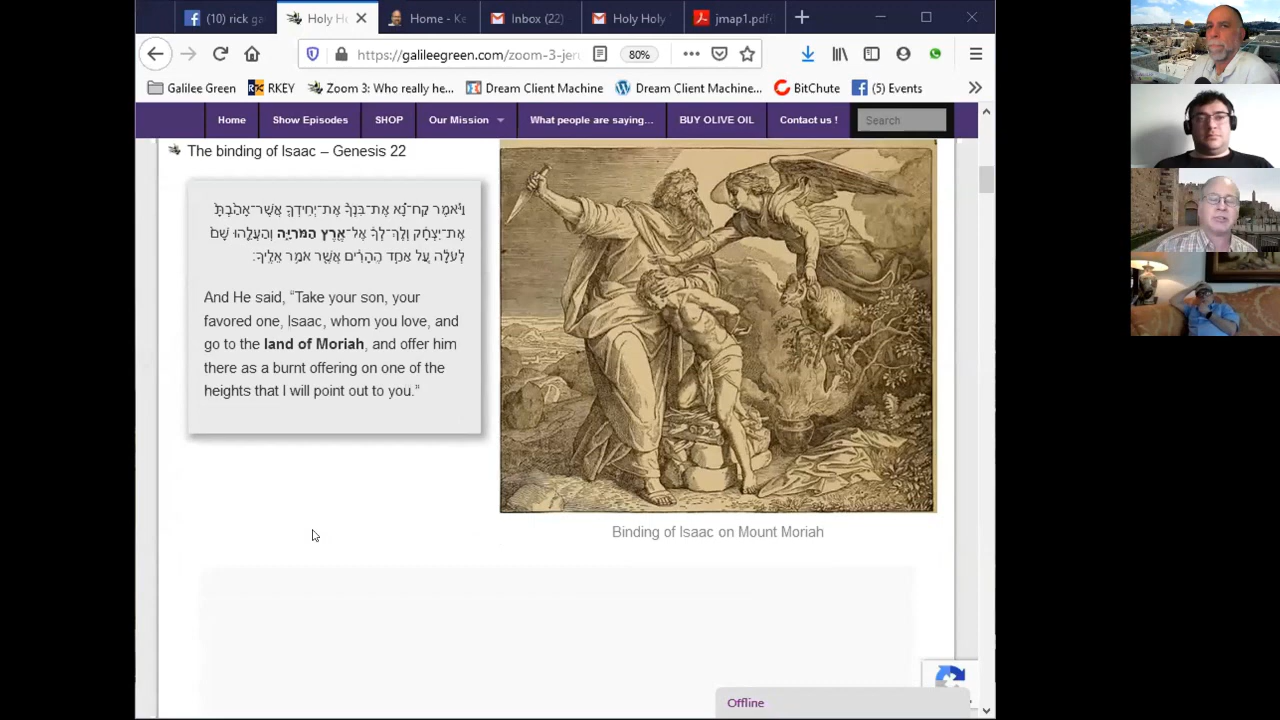 (10) rick ga
Holy He
Home - Ke
Inbox (22)
Holy Holy
jmap1.pdf
https://galileegreen.com/zoom-3-jeru
80%
Galilee Green
RKEY
Zoom 3: Who really he...
Dream Client Machine
Dream Client Machine...
BitChute
(5) Events
Home
Show Episodes
SHOP
Our Mission
What people are saying...
BUY OLIVE OIL
Contact us !
Search
The binding of Isaac – Genesis 22
וַיֹּ֡אמֶר קַח־נָ֠א אֶת־בִּנְךָ֨ אֶת־יְחִֽידְךָ֤ אֲשֶׁר־אָהַ֙בְתָּ֙
אֶת־יִצְחָ֔ק וְלֶךְ־לְךָ֔ אֶל־אֶ֖רֶץ הַמֹּרִיָּ֑ה וְהַעֲלֵ֤הוּ שָׁם֙
לְעֹלָ֔ה עַ֚ל אַחַ֣ד הֶֽהָרִ֔ים אֲשֶׁ֖ר אֹמַ֥ר אֵלֶֽיךָ׃
And He said, “Take your son, your
favored one, Isaac, whom you love, and
go to the land of Moriah, and offer him
there as a burnt offering on one of the
heights that I will point out to you.”
Binding of Isaac on Mount Moriah
Offline